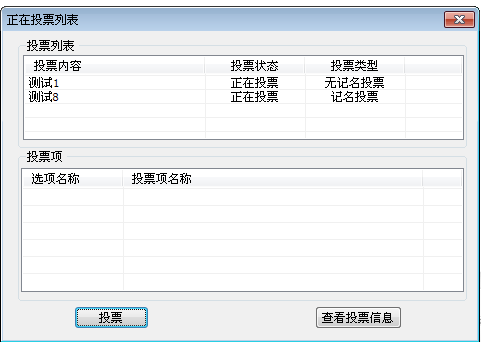 正在投票列表
投票列表
投票内容 投票状态 投票类型
测试1 正在投票 无记名投票
测试8 正在投票 记名投票
投票项
选项名称 投票项名称
投票 查看投票信息